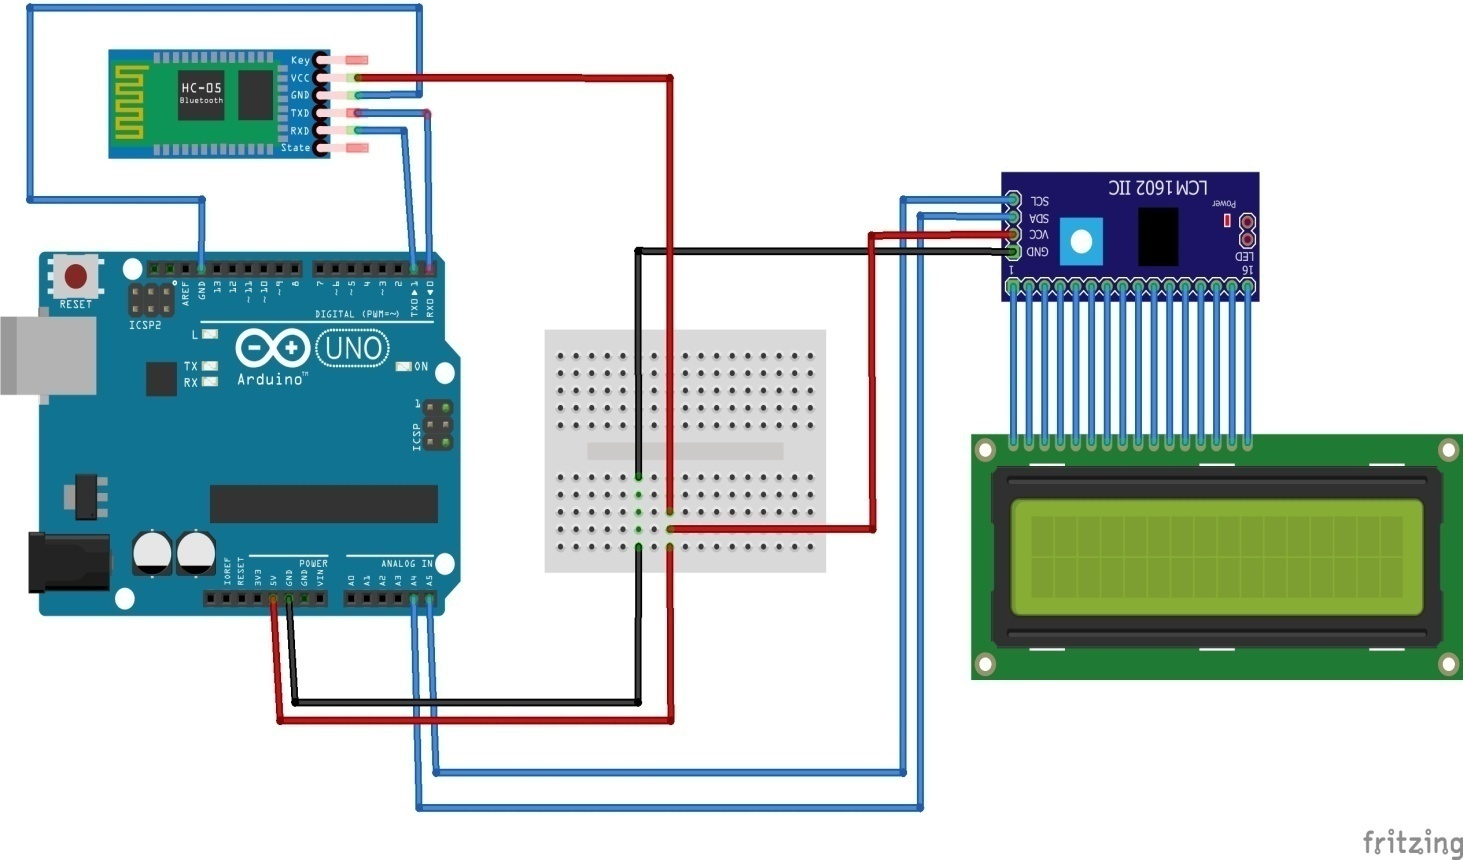 Key
VCC
GND
TXD
RXD
State
HC-05
Bluetooth
LCM1602 IIC
SCL
SDA
VCC
GND
Power
LED
1
16
RESET
ICSP2
AREF
GND
13
12
~11
~10
~9
8
7
~6
~5
4
~3
2
TX0▶1
RX0◀0
DIGITAL (PWM=~)
L
TX
RX
UNO
Arduino™
ON
1
ICSP
POWER
ANALOG IN
IOREF
RESET
3V3
5V
GND
GND
VIN
A0
A1
A2
A3
A4
A5
fritzing